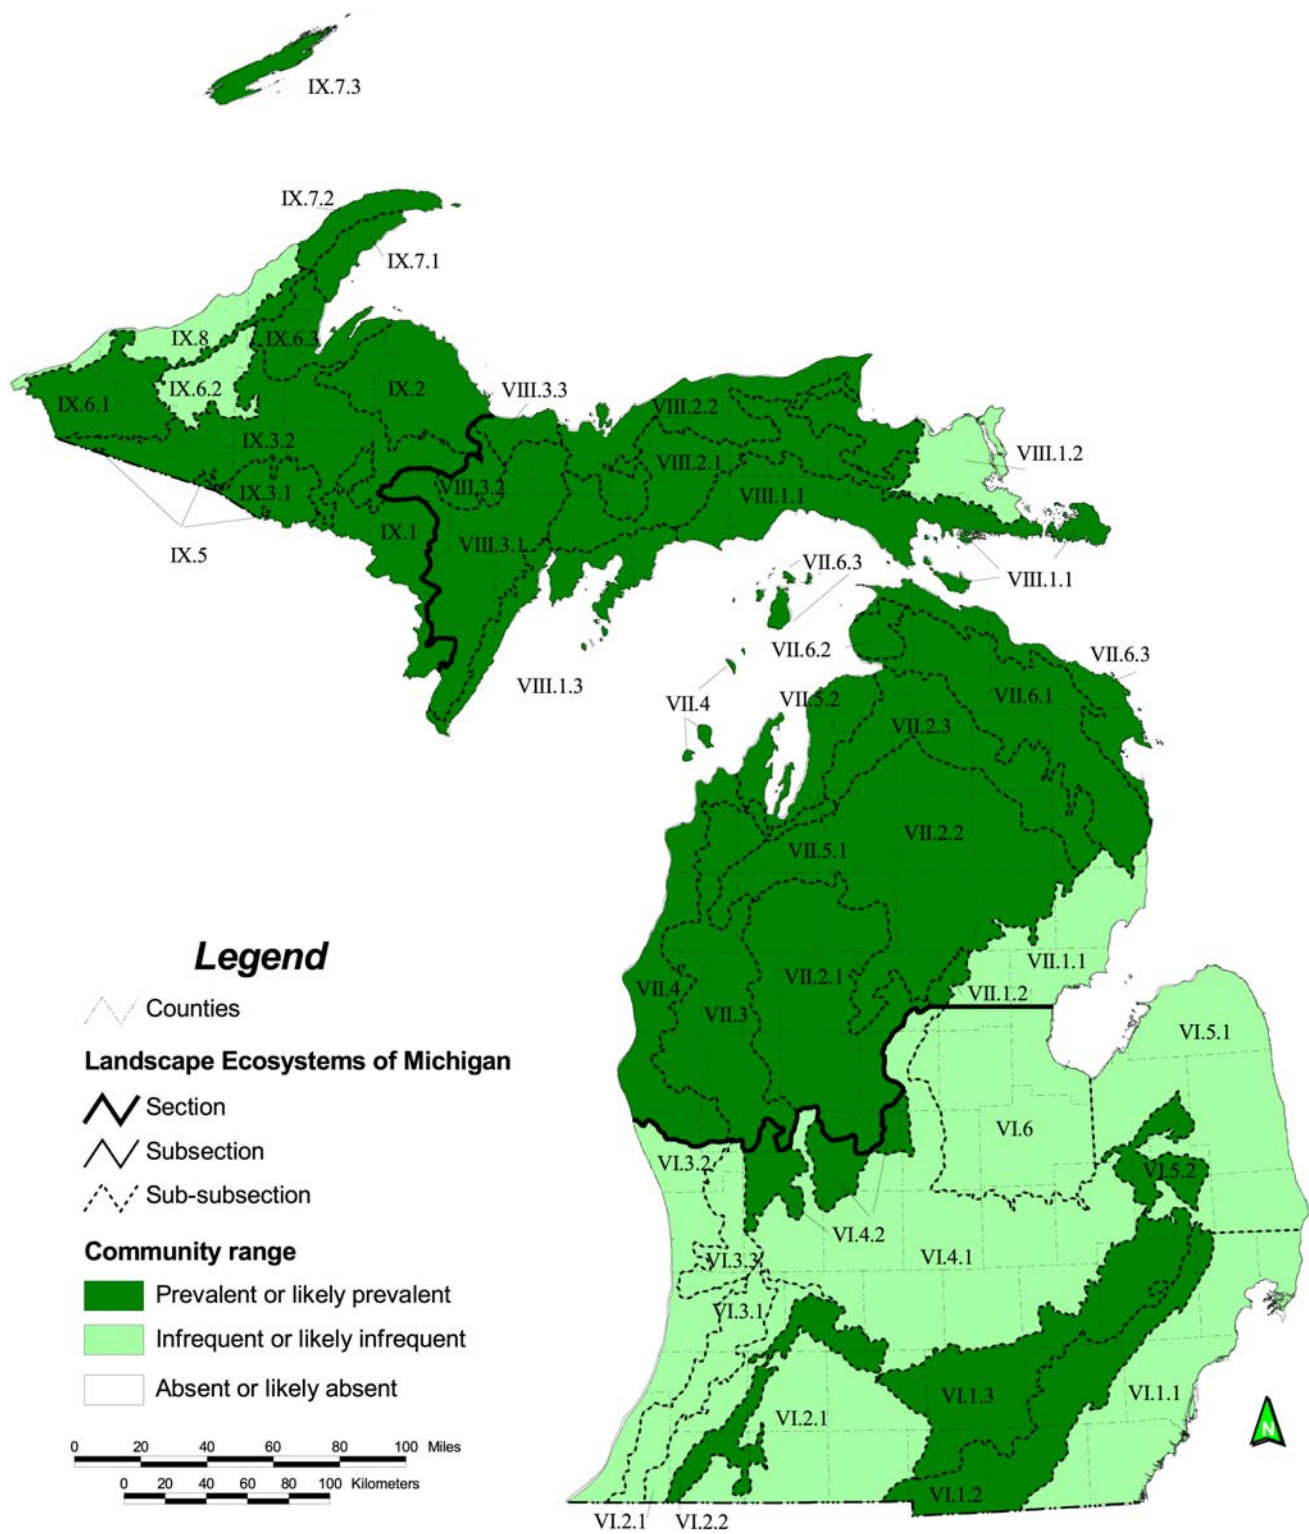 IX.7.3
IX.7.2
IX.7.1
IX.8
IX.6.3
IX.6.2
IX.2
VIII.3.3
IX.6.1
VIII.2.2
IX.3.2
VIII.1.2
VIII.2.1
VIII.3.2
IX.3.1
VIII.1.1
IX.1
VIII.3.1
IX.5
VII.6.3
VIII.1.1
VII.6.2
VII.6.3
VIII.1.3
VII.4
VII.5.2
VII.6.1
VII.2.3
VII.2.2
VII.5.1
VII.1.1
VII.2.1
VII.4
VII.1.2
VII.3
VI.5.1
VI.6
VI.3.2
VI.5.2
VI.4.2
VI.4.1
VI.3.3
VI.3.1
VI.1.3
VI.1.1
VI.2.1
VI.1.2
VI.2.1
VI.2.2
Legend
Counties
Landscape Ecosystems of Michigan
Section
Subsection
Sub-subsection
Community range
Prevalent or likely prevalent
Infrequent or likely infrequent
Absent or likely absent
0 20 40 60 80 100 Miles
0 20 40 60 80 100 Kilometers
N